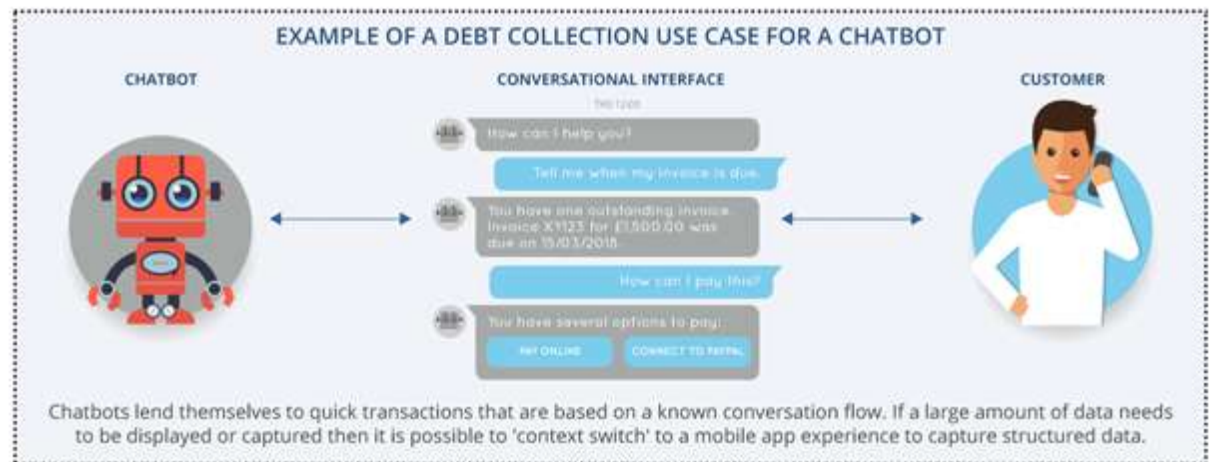 EXAMPLE OF A DEBT COLLECTION USE CASE FOR A CHATBOT
CHATBOT
CONVERSATIONAL INTERFACE
CUSTOMER
How can I help you?
Tell me when my invoice is due.
You have one outstanding invoice.
Invoice XY123 for £1,500.00 was
due on 15/03/2018.
How can I pay this?
You have several options to pay:
PAY ONLINE
CONNECT TO PAYPAL
Chatbots lend themselves to quick transactions that are based on a known conversation flow. If a large amount of data needs
to be displayed or captured then it is possible to 'context switch' to a mobile app experience to capture structured data.